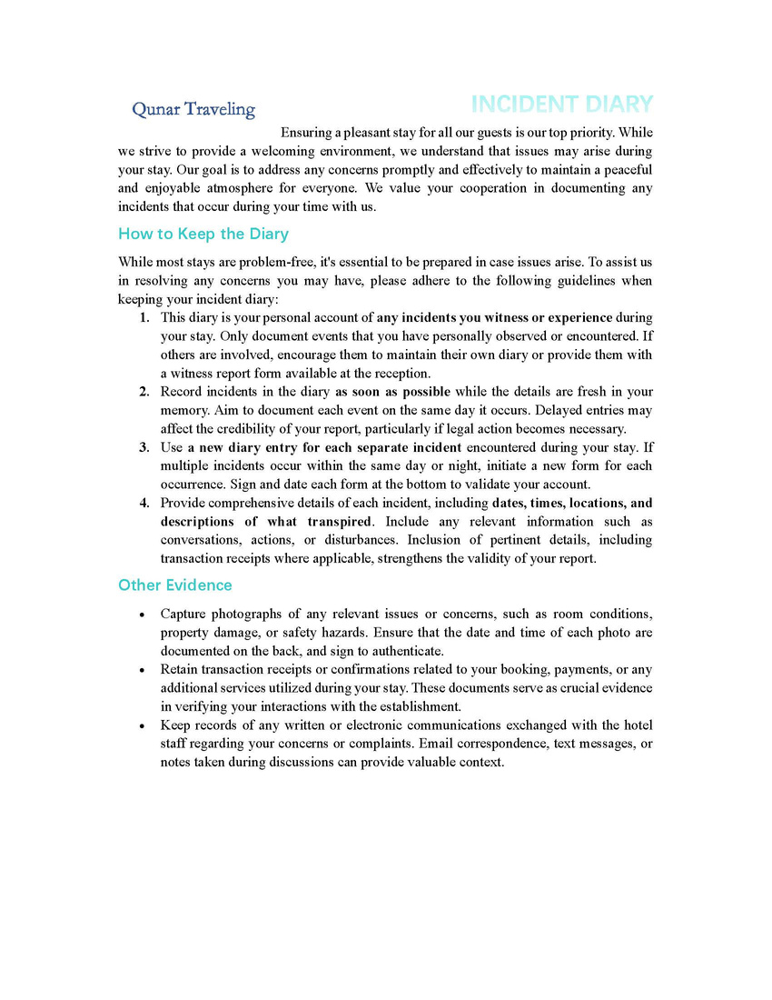 Qunar Traveling
INCIDENT DIARY
Ensuring a pleasant stay for all our guests is our top priority. While
we strive to provide a welcoming environment, we understand that issues may arise during
your stay. Our goal is to address any concerns promptly and effectively to maintain a peaceful
and enjoyable atmosphere for everyone. We value your cooperation in documenting any
incidents that occur during your time with us.
How to Keep the Diary
While most stays are problem-free, it's essential to be prepared in case issues arise. To assist us
in resolving any concerns you may have, please adhere to the following guidelines when
keeping your incident diary:
1. This diary is your personal account of any incidents you witness or experience during
your stay. Only document events that you have personally observed or encountered. If
others are involved, encourage them to maintain their own diary or provide them with
a witness report form available at the reception.
2. Record incidents in the diary as soon as possible while the details are fresh in your
memory. Aim to document each event on the same day it occurs. Delayed entries may
affect the credibility of your report, particularly if legal action becomes necessary.
3. Use a new diary entry for each separate incident encountered during your stay. If
multiple incidents occur within the same day or night, initiate a new form for each
occurrence. Sign and date each form at the bottom to validate your account.
4. Provide comprehensive details of each incident, including dates, times, locations, and
descriptions of what transpired. Include any relevant information such as
conversations, actions, or disturbances. Inclusion of pertinent details, including
transaction receipts where applicable, strengthens the validity of your report.
Other Evidence
• Capture photographs of any relevant issues or concerns, such as room conditions,
property damage, or safety hazards. Ensure that the date and time of each photo are
documented on the back, and sign to authenticate.
• Retain transaction receipts or confirmations related to your booking, payments, or any
additional services utilized during your stay. These documents serve as crucial evidence
in verifying your interactions with the establishment.
• Keep records of any written or electronic communications exchanged with the hotel
staff regarding your concerns or complaints. Email correspondence, text messages, or
notes taken during discussions can provide valuable context.